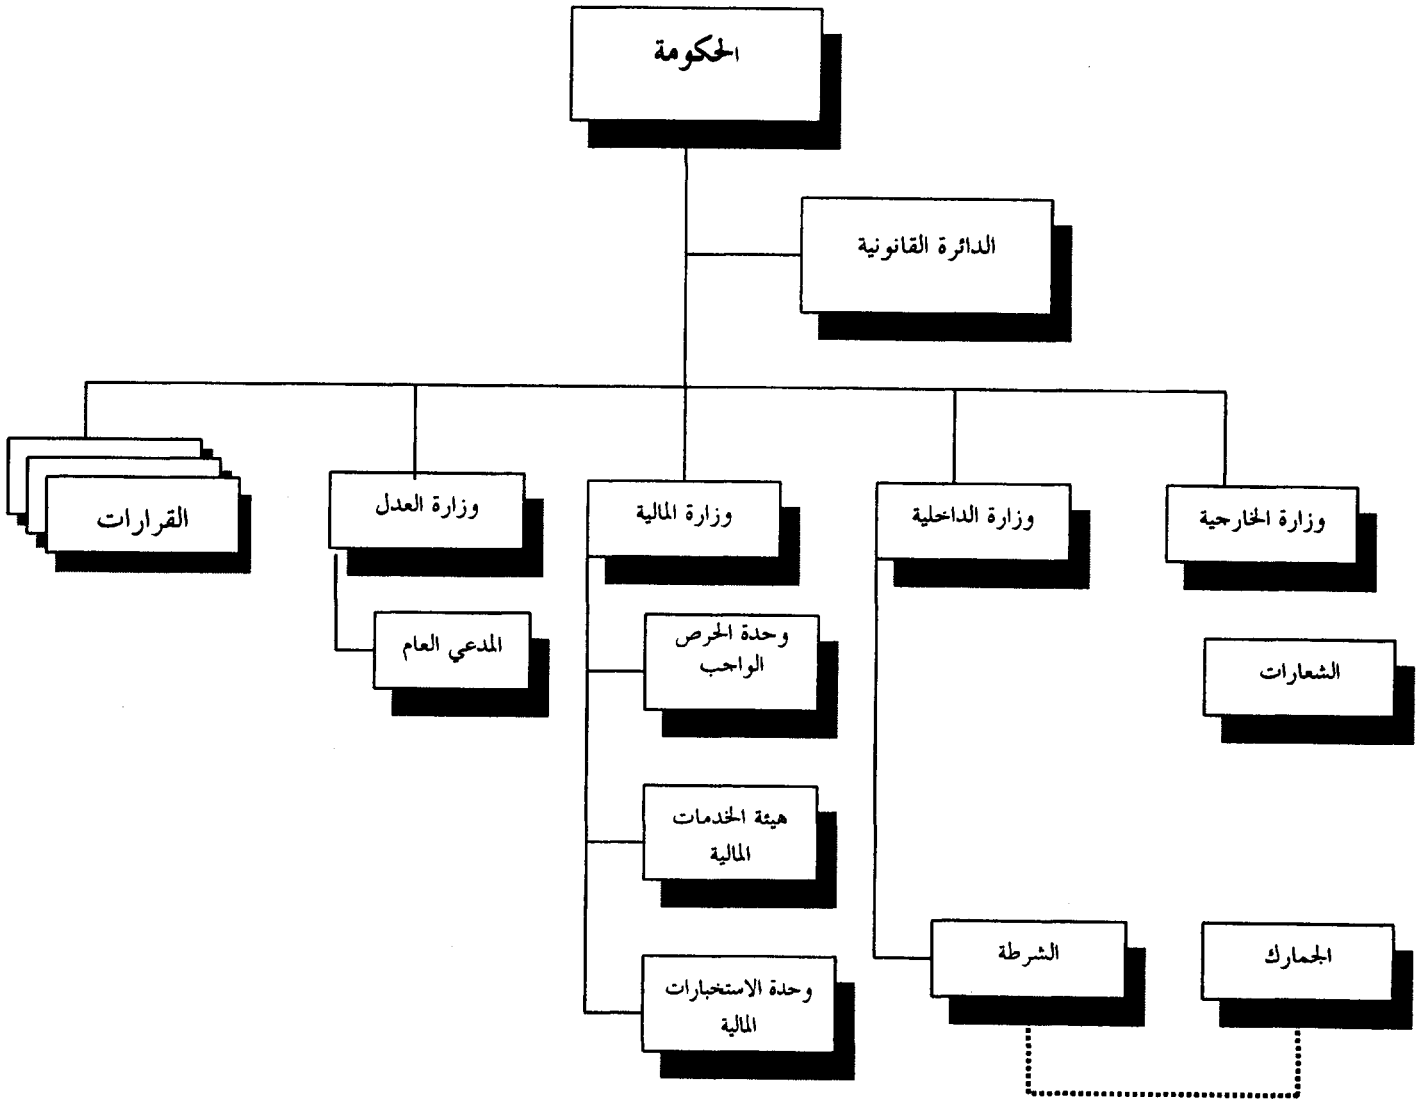 الحكومة
الدائرة القانونية
وزارة الخارجية
وزارة الداخلية
وزارة المالية
وزارة العدل
القرارات
الشعارات
وحدة الحرص
الواجب
المدعي العام
هيئة الخدمات
المالية
الجمارك
الشرطة
وحدة الاستخبارات
المالية